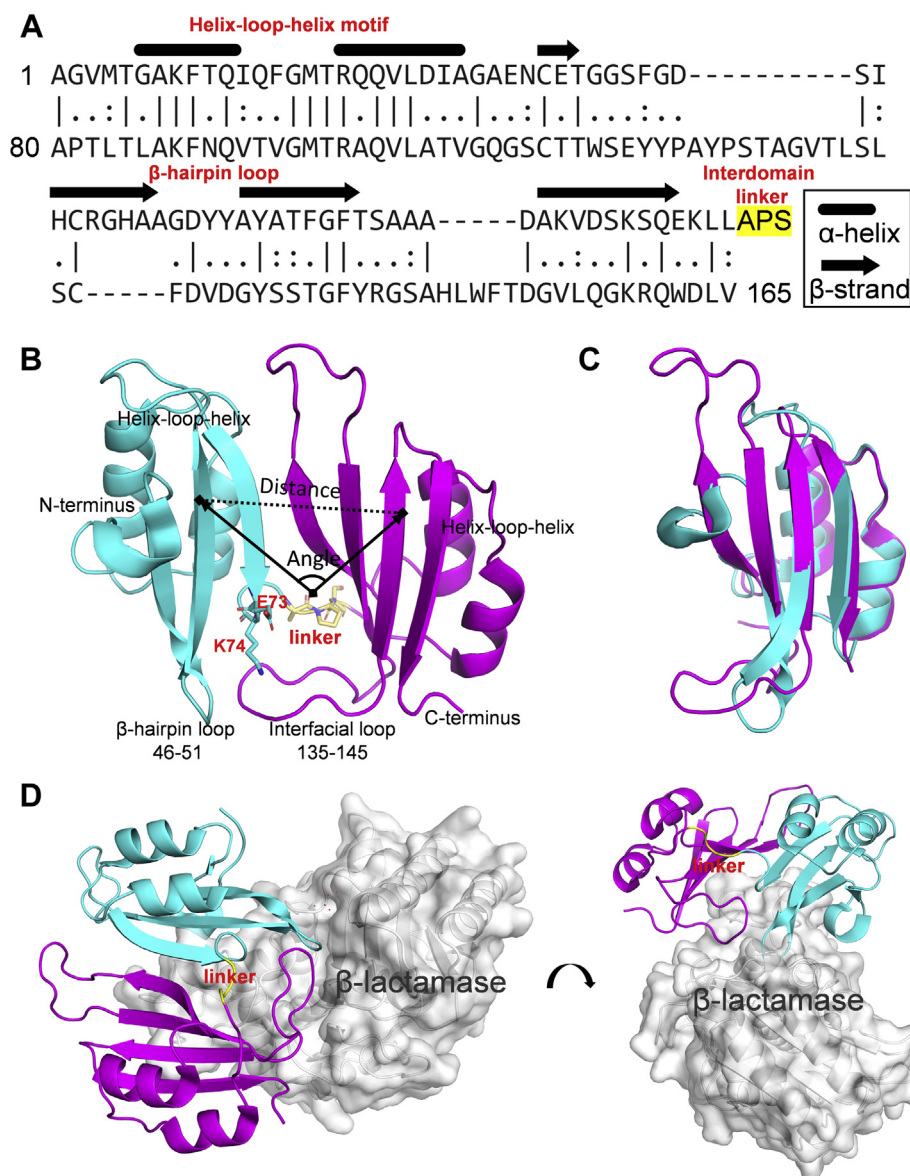 A
Helix-loop-helix motif
1 AGVMTGAKFTQIQFGMTRQQVLDIAGAENCETGGSFGD----------SI
|..:.||||.|:..||||.|.|||.|.|:...|.|...:.. |:
80 APTLTLAKFNQVTVGMTRAQVLATVGQGSCTTWSEYYPAYPSTAGVTLSL
β-hairpin loop Interdomain
linker
HCRGHAAGDYYAYATFGFTSAAA-----DAKVDSKSQEKLLAPS
.| .|:.|::.||...:.| |...:..|.:.|
SC-----FDVDGYSSTGFYRGSAHLWFTDGVLQGKRQWDLV 165
α-helix
β-strand
B
Helix-loop-helix
N-terminus
Distance
Angle
Helix-loop-helix
E73
linker
K74
C-terminus
β-hairpin loop
46-51
Interfacial loop
135-145
C
D
linker
β-lactamase
linker
β-lactamase